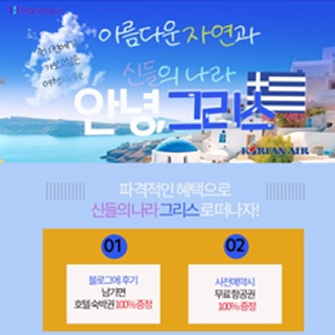 아름다운 자연과
신들의 나라
안녕, 그리스
KOREAN AIR
파격적인 혜택으로
신들의 나라 그리스로 떠나자!
01
블로그에 후기
남기면
호텔 숙박권 100% 증정
02
사전예약시
무료 항공권
100% 증정